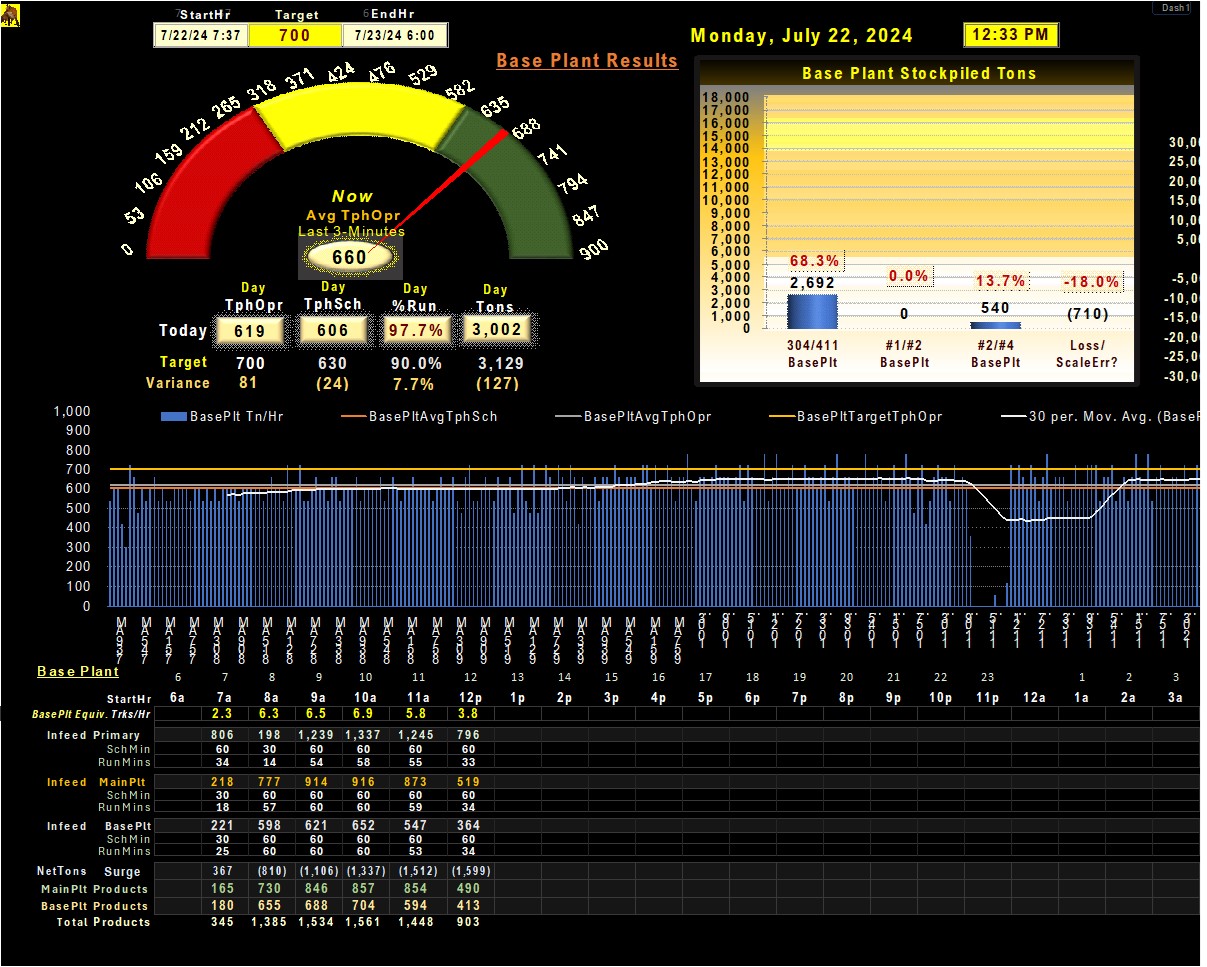 7 StartHr 7
Target
6 EndHr
Dash1
7/22/24 7:37 700 7/23/24 6:00
Monday, July 22, 2024 12:33 PM
Base Plant Results
0 53 106 159 212 265 318 371 424 476 529 582 635 688 741 794 847 900
Now
Avg TphOpr
Last 3-Minutes
660
Day Day Day Day
TphOpr TphSch %Run Tons
Today 619 606 97.7% 3,002
Target 700 630 90.0% 3,129
Variance 81 (24) 7.7% (127)
Base Plant Stockpiled Tons
18,000
17,000
16,000
15,000
14,000
13,000
12,000
11,000
10,000
9,000
8,000
7,000
6,000
5,000
4,000
3,000
2,000
1,000
0
68.3% 0.0% 13.7% -18.0%
2,692 0 540 (710)
304/411 #1/#2 #2/#4 Loss/
BasePlt BasePlt BasePlt ScaleErr?
30,0
25,0
20,0
15,0
10,0
5,0
-5,0
-10,0
-15,0
-20,0
-25,0
-30,0
BasePlt Tn/Hr BasePltAvgTphSch BasePltAvgTphOpr BasePltTargetTphOpr 30 per. Mov. Avg. (BaseP
1,000
900
800
700
600
500
400
300
200
100
0
Base Plant
6 7 8 9 10 11 12 13 14 15 16 17 18 19 20 21 22 23 1 2 3
StartHr 6a 7a 8a 9a 10a 11a 12p 1p 2p 3p 4p 5p 6p 7p 8p 9p 10p 11p 12a 1a 2a 3a
BasePlt Equiv. Trks/Hr 2.3 6.3 6.5 6.9 5.8 3.8
Infeed Primary 806 198 1,239 1,337 1,245 796
SchMin 60 30 60 60 60 60
RunMins 34 14 54 58 55 33
Infeed MainPlt 218 777 914 916 873 519
SchMin 30 60 60 60 60 60
RunMins 18 57 60 60 59 34
Infeed BasePlt 221 598 621 652 547 364
SchMin 30 60 60 60 60 60
RunMins 25 60 60 60 53 34
NetTons Surge 367 (810) (1,106) (1,337) (1,512) (1,599)
MainPlt Products 165 730 846 857 854 490
BasePlt Products 180 655 688 704 594 413
Total Products 345 1,385 1,534 1,561 1,448 903